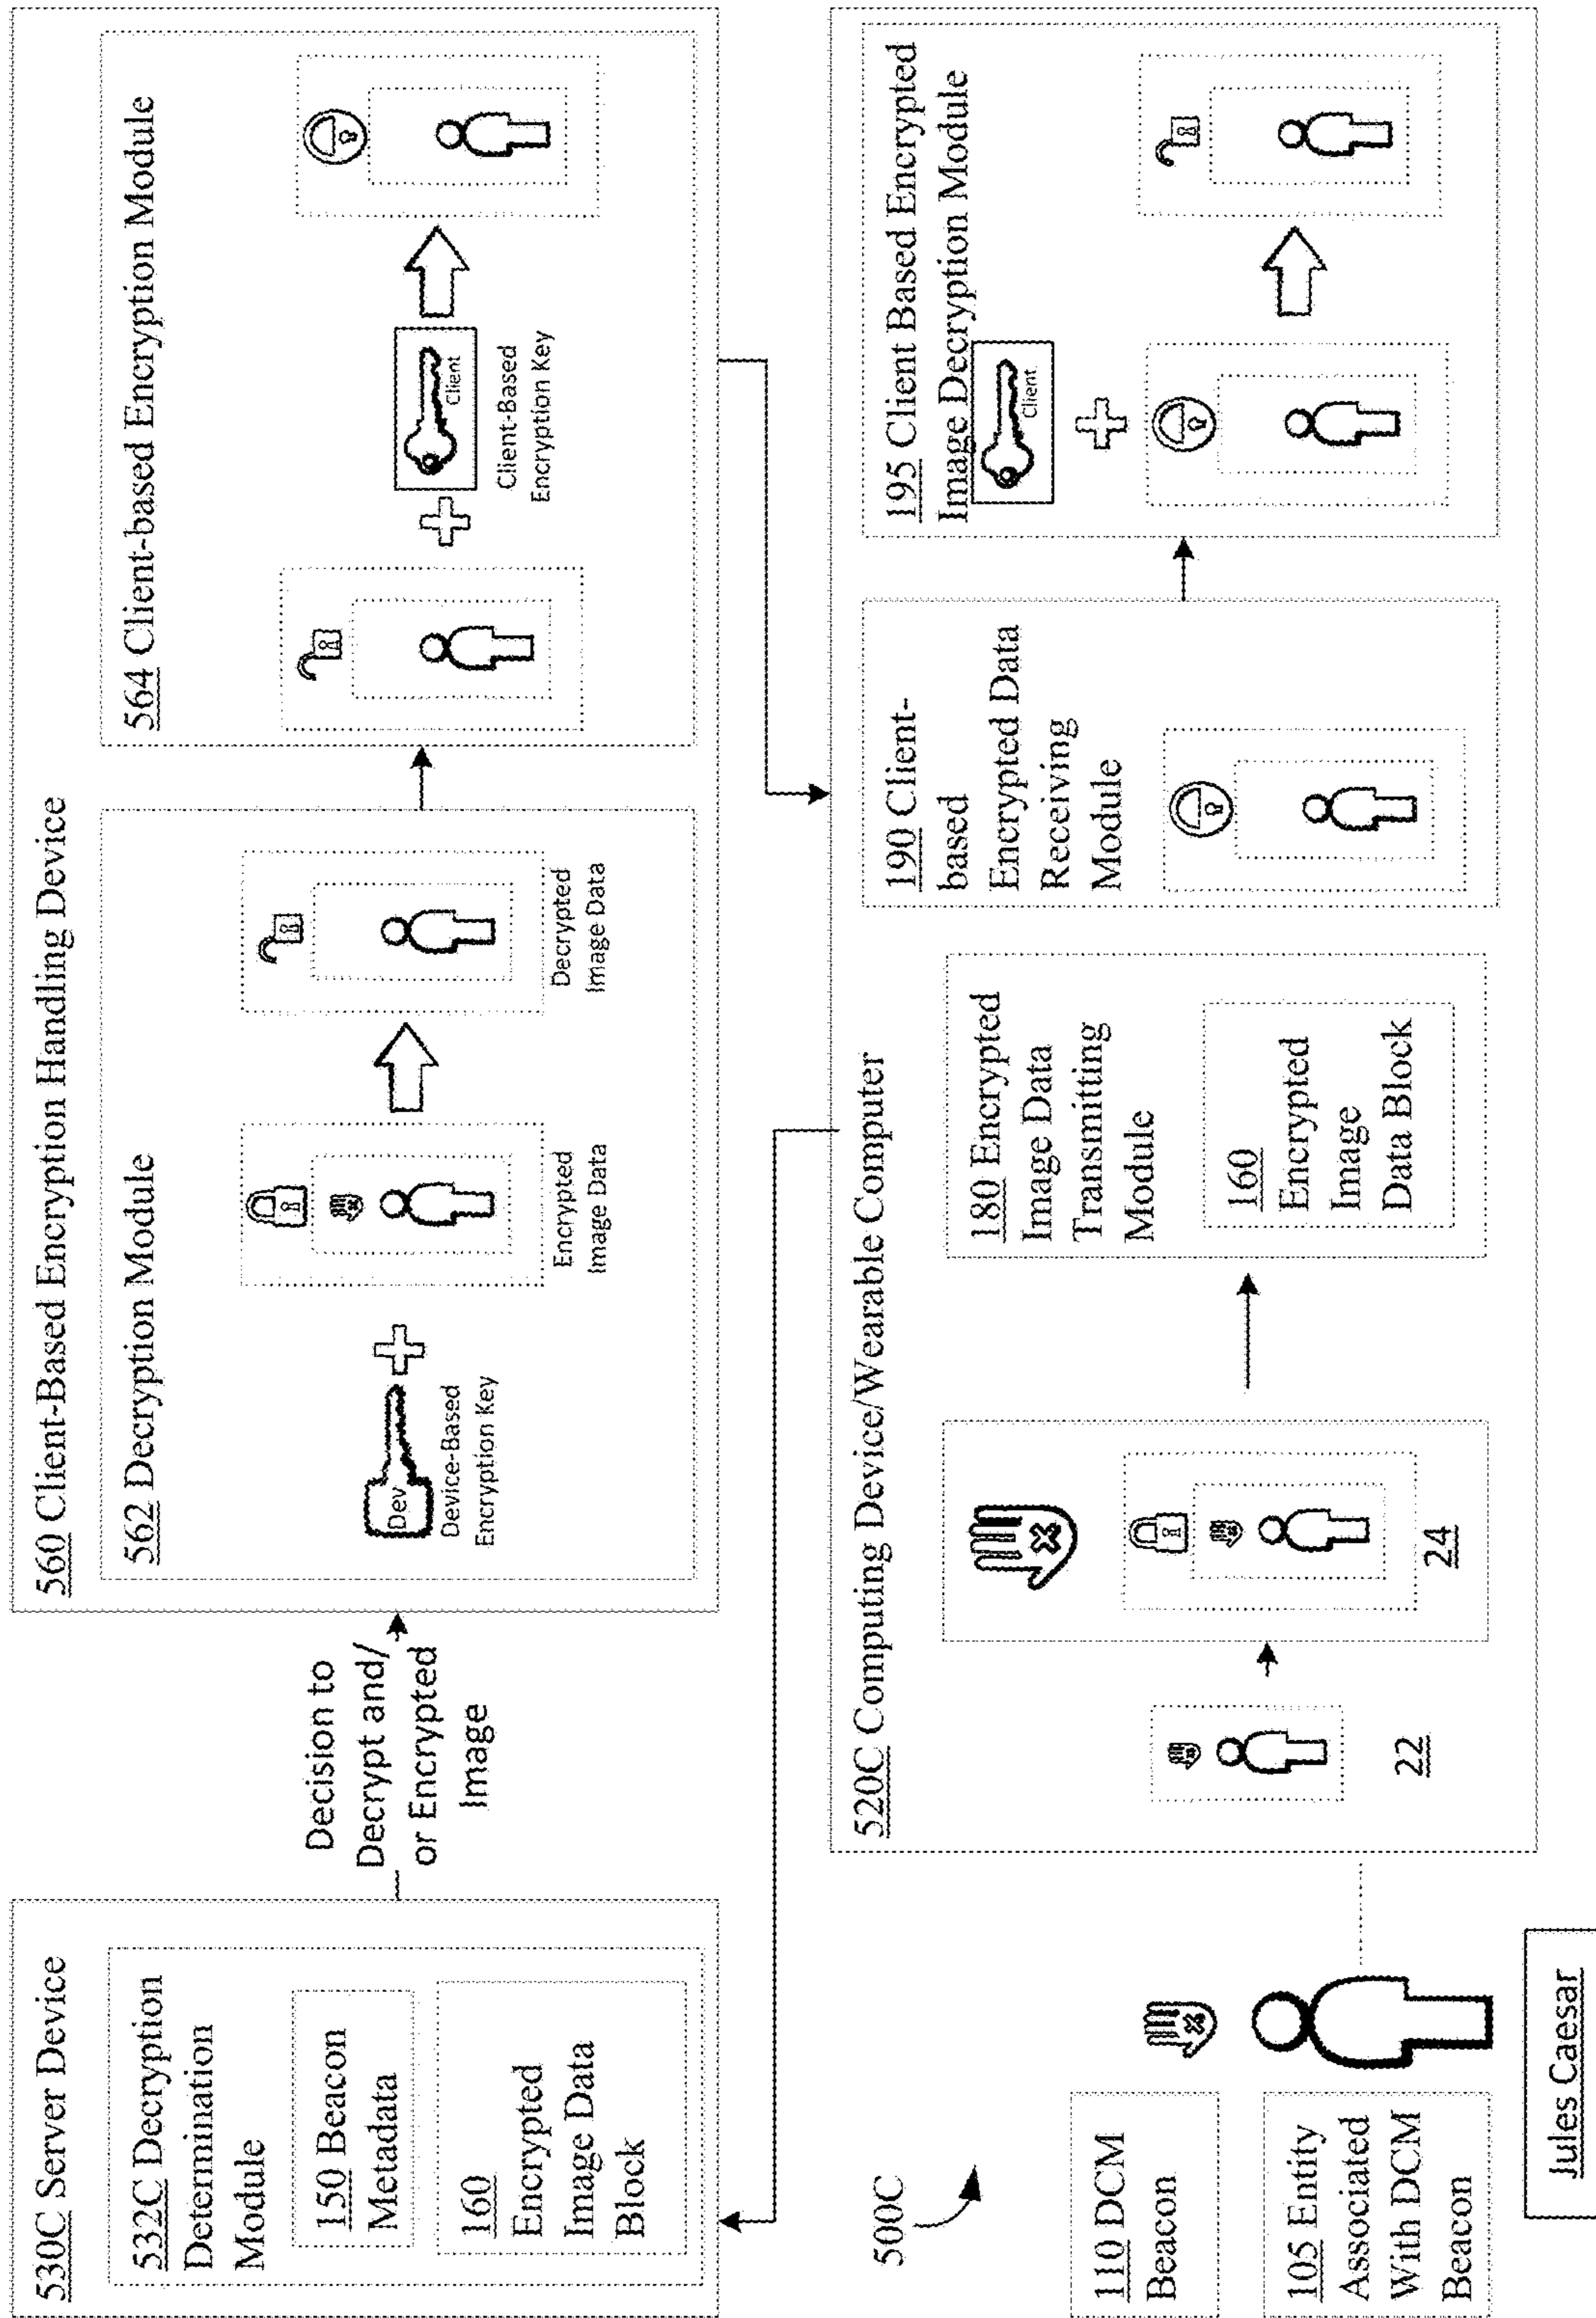 530C Server Device
532C Decryption
Determination
Module
150 Beacon
Metadata
160
Encrypted
Image Data
Block
Decision to
Decrypt and/
or Encrypted
Image
560 Client-Based Encryption Handling Device
562 Decryption Module
Dev
Device-Based
Encryption Key
Encrypted
Image Data
Decrypted
Image Data
564 Client-based Encryption Module
Client
Client-Based
Encryption Key
500C
110 DCM
Beacon
105 Entity
Associated
With DCM
Beacon
Jules Caesar
520C Computing Device/Wearable Computer
22
24
180 Encrypted
Image Data
Transmitting
Module
160
Encrypted
Image
Data Block
190 Client-
based
Encrypted Data
Receiving
Module
195 Client Based Encrypted
Image Decryption Module
Client